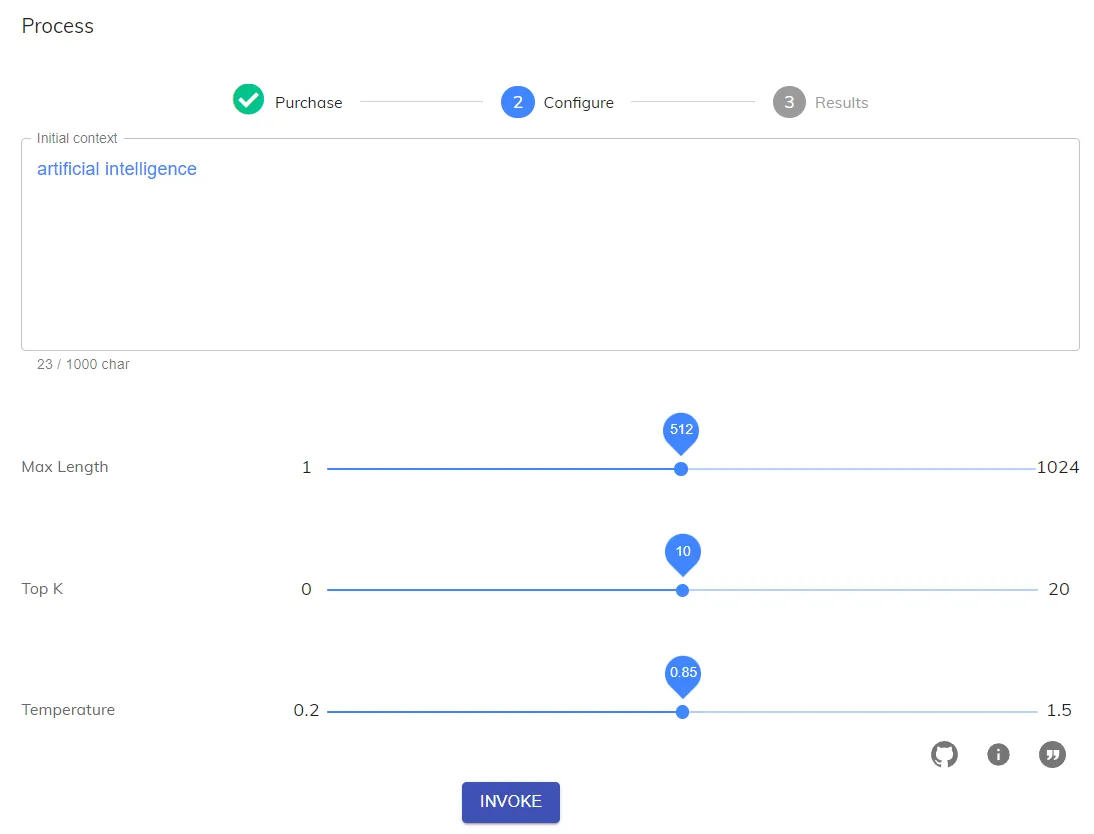 Process
Purchase
2 Configure
3 Results
Initial context
artificial intelligence
23 / 1000 char
512
Max Length 1 1024
10
Top K 0 20
0.85
Temperature 0.2 1.5
INVOKE